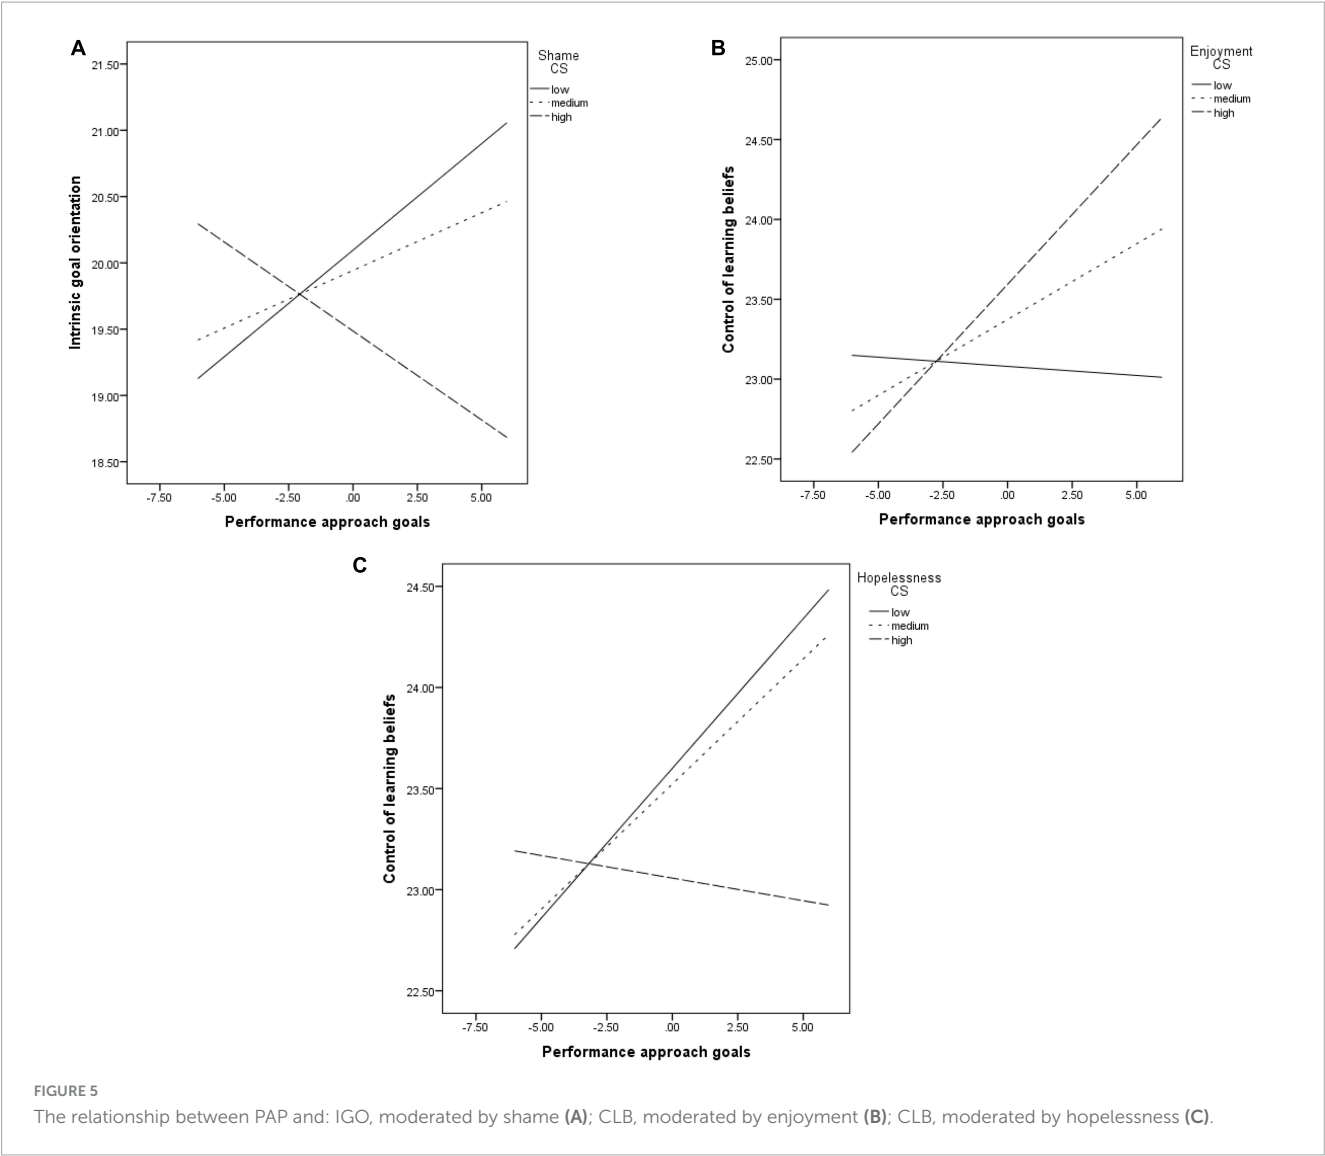 A
Shame
CS
low
medium
high
21.50
21.00
20.50
20.00
19.50
19.00
18.50
Intrinsic goal orientation
-7.50 -5.00 -2.50 .00 2.50 5.00
Performance approach goals
B
Enjoyment
CS
low
medium
high
25.00
24.50
24.00
23.50
23.00
22.50
Control of learning beliefs
-7.50 -5.00 -2.50 .00 2.50 5.00
Performance approach goals
C
Hopelessness
CS
low
medium
high
24.50
24.00
23.50
23.00
22.50
Control of learning beliefs
-7.50 -5.00 -2.50 .00 2.50 5.00
Performance approach goals
FIGURE 5
The relationship between PAP and: IGO, moderated by shame (A); CLB, moderated by enjoyment (B); CLB, moderated by hopelessness (C).